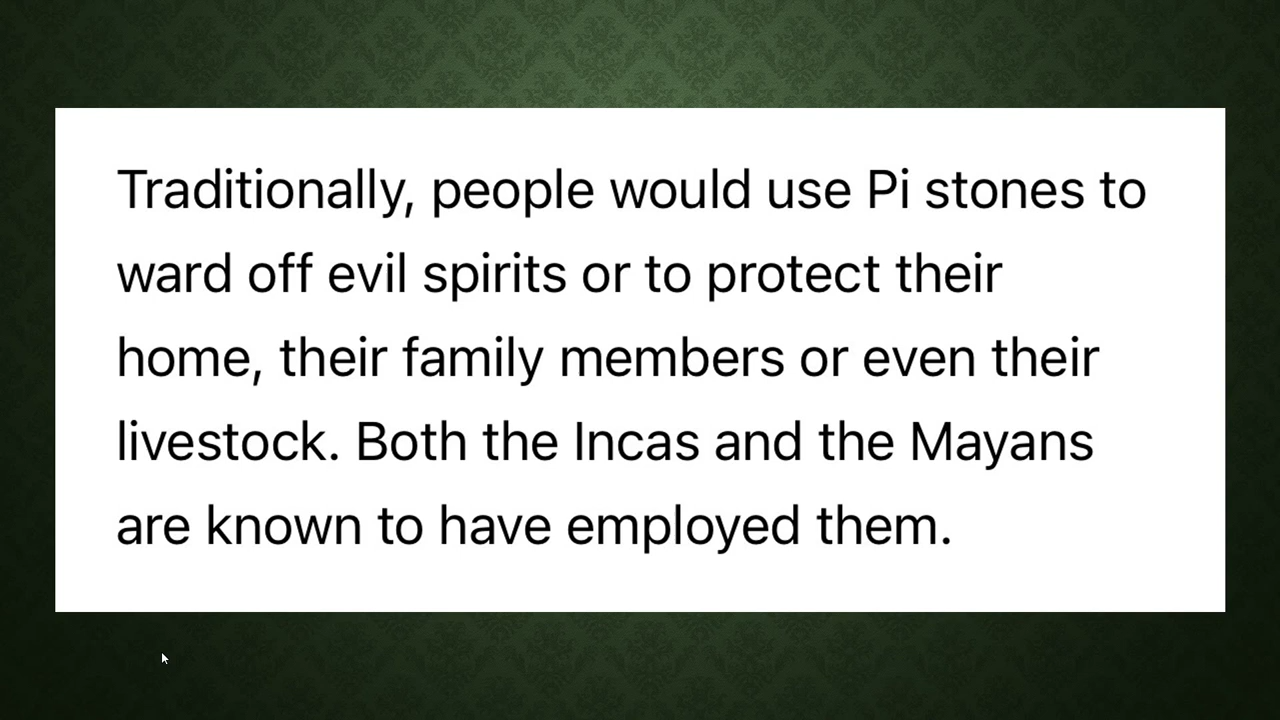 Traditionally, people would use Pi stones to
ward off evil spirits or to protect their
home, their family members or even their
livestock. Both the Incas and the Mayans
are known to have employed them.